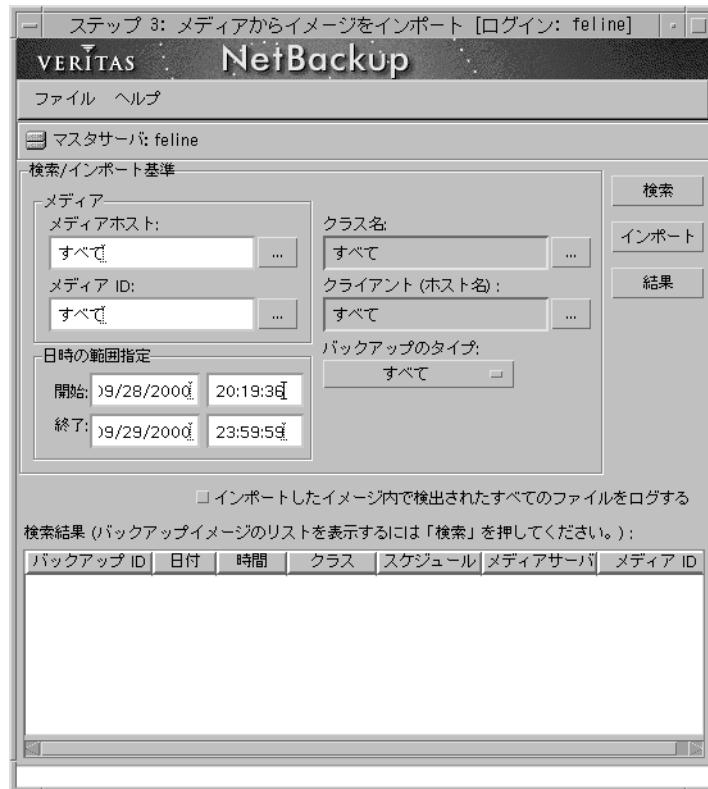 ステップ 3: メディアからイメージをインポート [ログイン: feline]
VERITAS NetBackup
ファイル ヘルプ
マスタサーバ: feline
検索/インポート基準
検索
インポート
結果
メディア
メディアホスト:
すべて ...
メディア ID:
すべて ...
クラス名:
すべて ...
クライアント (ホスト名) :
すべて ...
バックアップのタイプ:
すべて
日時の範囲指定
開始: 09/28/2000 20:19:36
終了: 09/29/2000 23:59:59
インポートしたイメージ内で検出されたすべてのファイルをログする
検索結果 (バックアップイメージのリストを表示するには「検索」を押してください。) :
バックアップ ID 日付 時間 クラス スケジュール メディアサーバ メディア ID